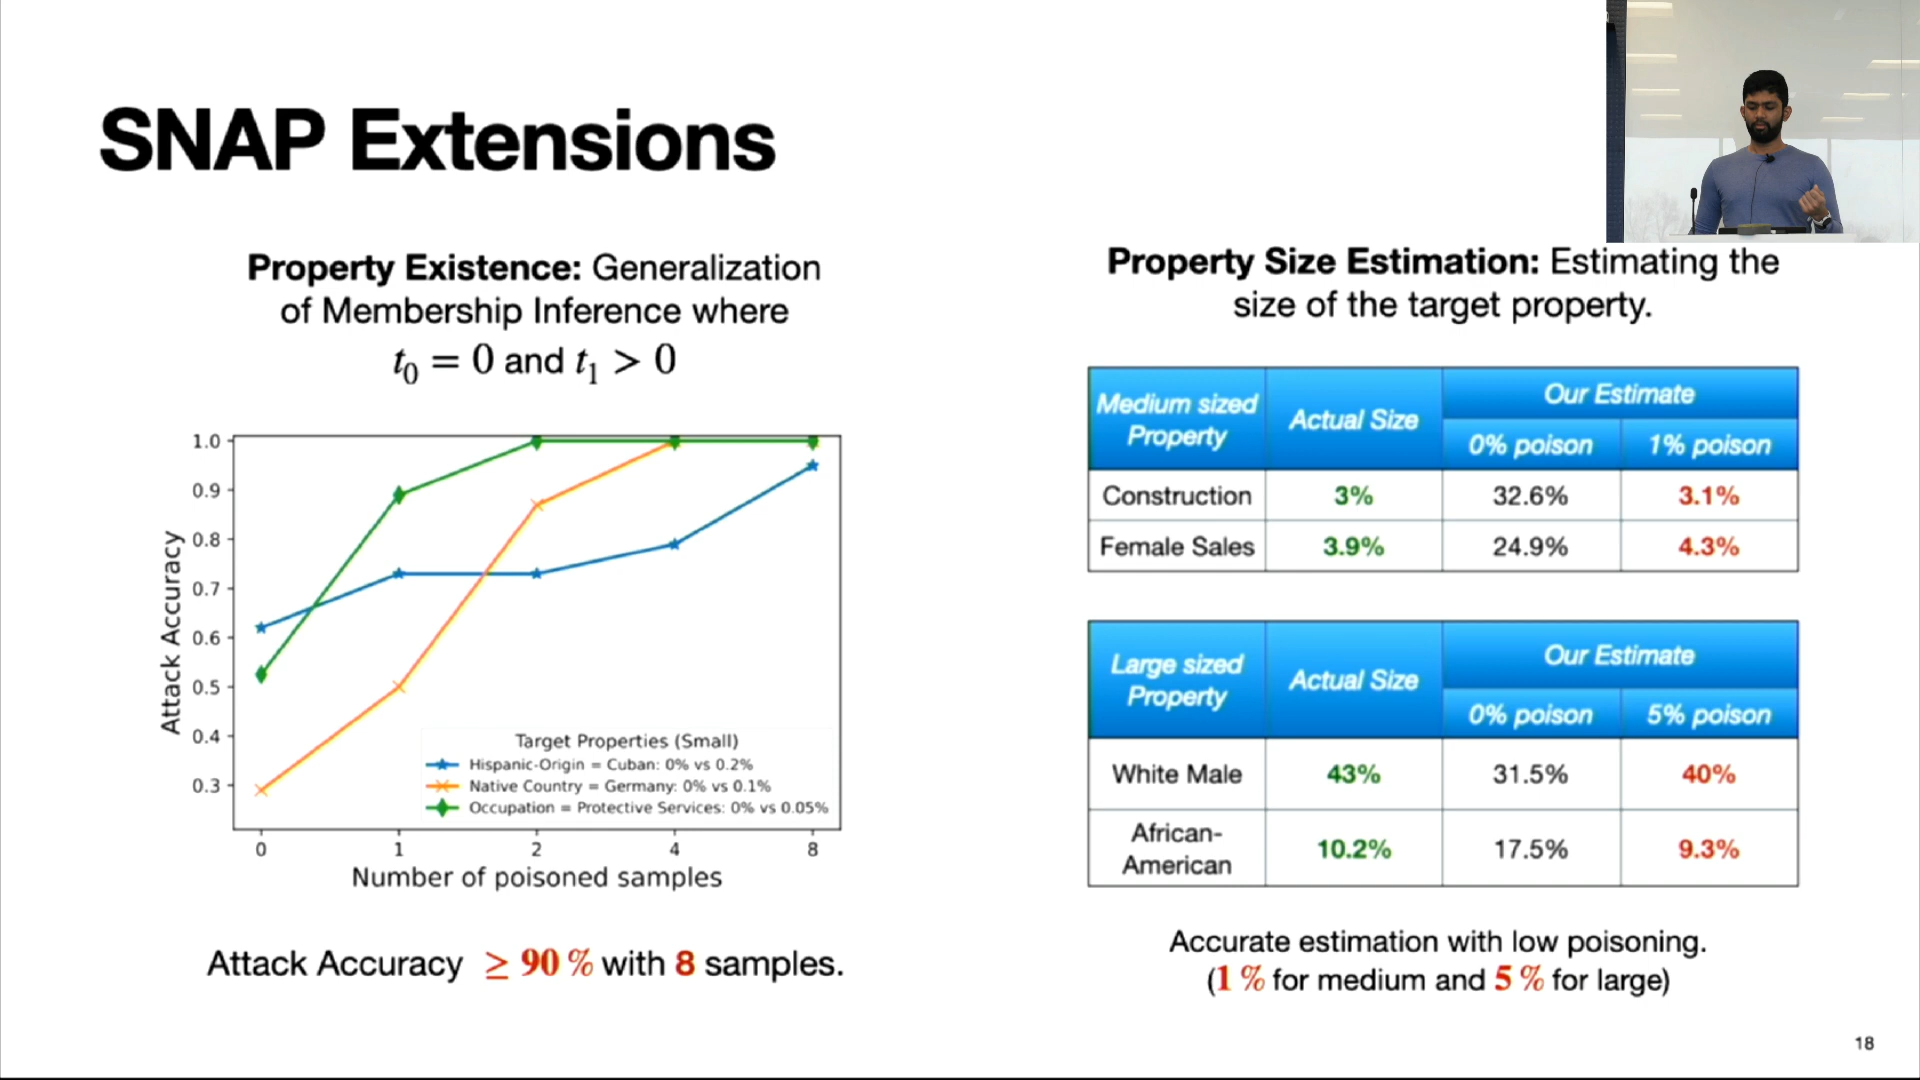 SNAP Extensions
Property Existence: Generalization
of Membership Inference where
t₀ = 0 and t₁ > 0
1.0
0.9
0.8
0.7
0.6
0.5
0.4
0.3
Attack Accuracy
Target Properties (Small)
Hispanic-Origin = Cuban: 0% vs 0.2%
Native Country = Germany: 0% vs 0.1%
Occupation = Protective Services: 0% vs 0.05%
0 1 2 4 8
Number of poisoned samples
Attack Accuracy ≥ 90 % with 8 samples.
Property Size Estimation: Estimating the
size of the target property.
Medium sized
Property
Actual Size
Our Estimate
0% poison 1% poison
Construction 3% 32.6% 3.1%
Female Sales 3.9% 24.9% 4.3%
Large sized
Property
Actual Size
Our Estimate
0% poison 5% poison
White Male 43% 31.5% 40%
African-
American 10.2% 17.5% 9.3%
Accurate estimation with low poisoning.
(1 % for medium and 5 % for large)
18